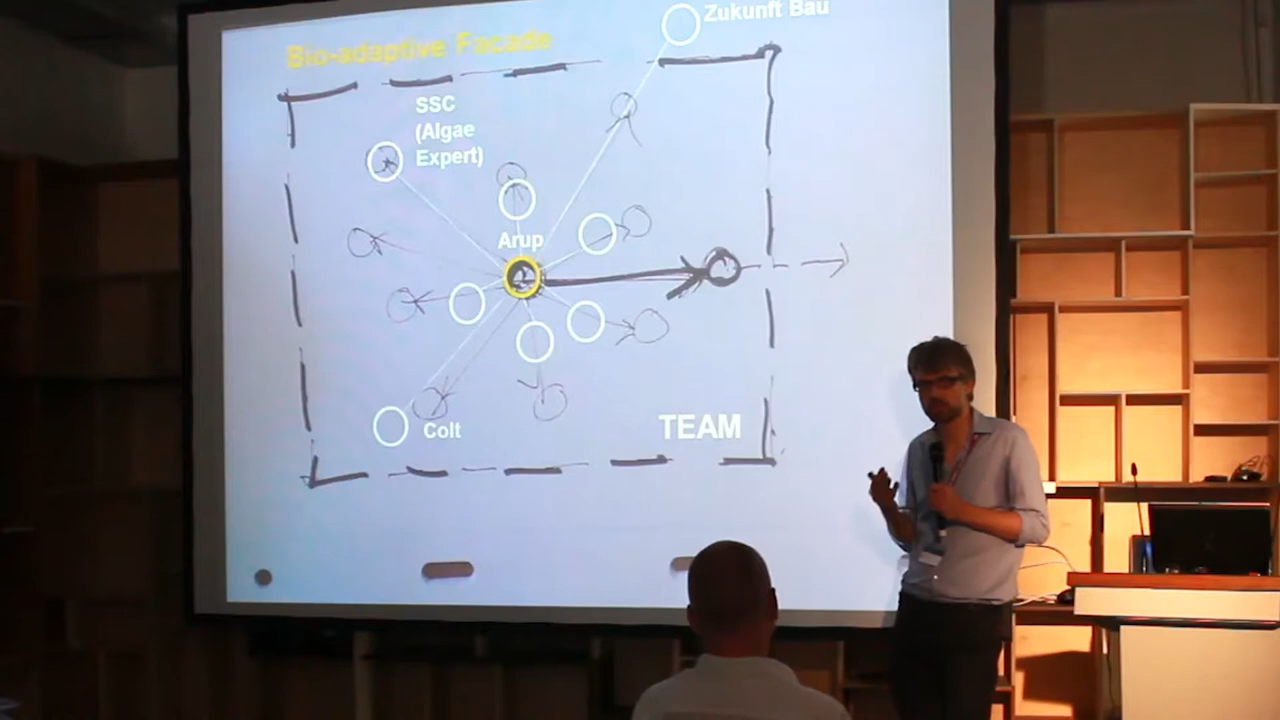 Zukunft Bau
Bio-adaptive Facade
SSC
(Algae
Expert)
Arup
Colt
TEAM